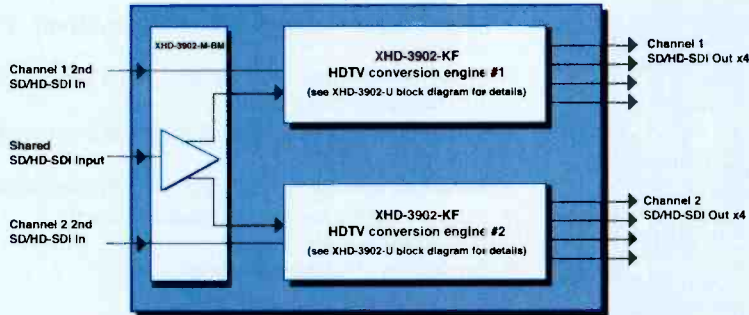 XHD-3902-M-BM
Channel 1 2nd
SD/HD-SDI In
Shared
SD/HD-SDI Input
Channel 2 2nd
SD/HD-SDI In
XHD-3902-KF
HDTV conversion engine #1
(see XHD-3902-U block diagram for details)
XHD-3902-KF
HDTV conversion engine #2
(see XHD-3902-U block diagram for details)
Channel 1
SD/HD-SDI Out x4
Channel 2
SD/HD-SDI Out x4